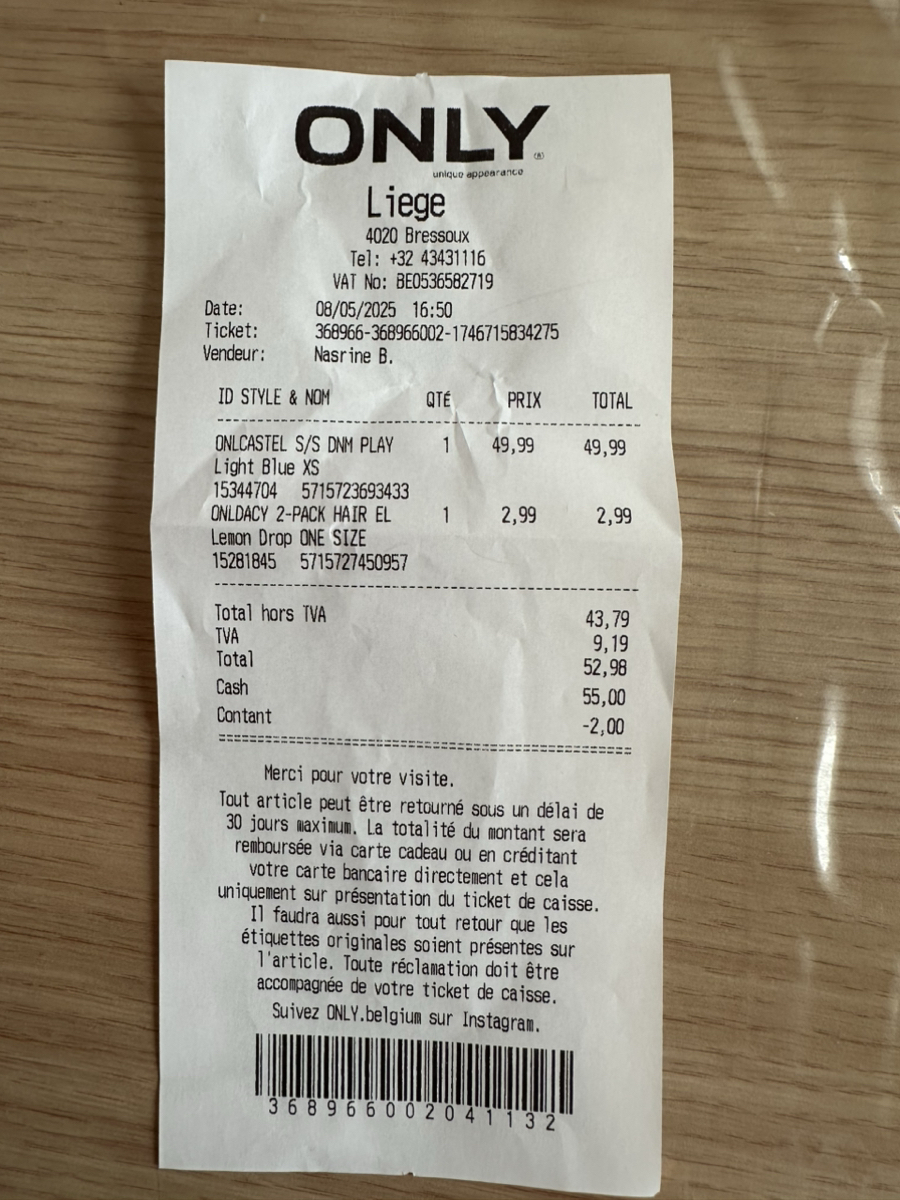 ONLY
unique appearance
Liege
4020 Bressoux
Tel: +32 43431116
VAT No: BE0536582719
Date: 08/05/2025 16:50
Ticket: 368966-368966002-1746715834275
Vendeur: Nasrine B.
ID STYLE & NOM QTÉ PRIX TOTAL
ONLCASTEL S/S DNM PLAY 1 49,99 49,99
Light Blue XS
15344704 5715723693433
ONLDACY 2-PACK HAIR EL 1 2,99 2,99
Lemon Drop ONE SIZE
15281845 5715727450957
Total hors TVA 43,79
TVA 9,19
Total 52,98
Cash 55,00
Contant -2,00
Merci pour votre visite.
Tout article peut être retourné sous un délai de
30 jours maximum. La totalité du montant sera
remboursée via carte cadeau ou en créditant
votre carte bancaire directement et cela
uniquement sur présentation du ticket de caisse.
Il faudra aussi pour tout retour que les
étiquettes originales soient présentes sur
l'article. Toute réclamation doit être
accompagnée de votre ticket de caisse.
Suivez ONLY.belgium sur Instagram.
368966002041132